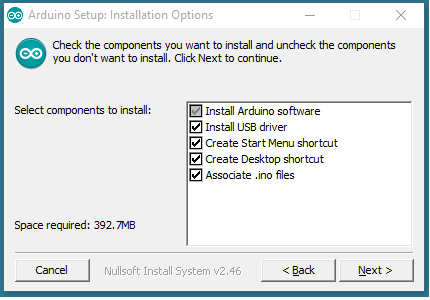 Arduino Setup: Installation Options
Check the components you want to install and uncheck the components
you don't want to install. Click Next to continue.
Select components to install:
Install Arduino software
Install USB driver
Create Start Menu shortcut
Create Desktop shortcut
Associate .ino files
Space required: 392.7MB
Cancel
Nullsoft Install System v2.46
< Back
Next >